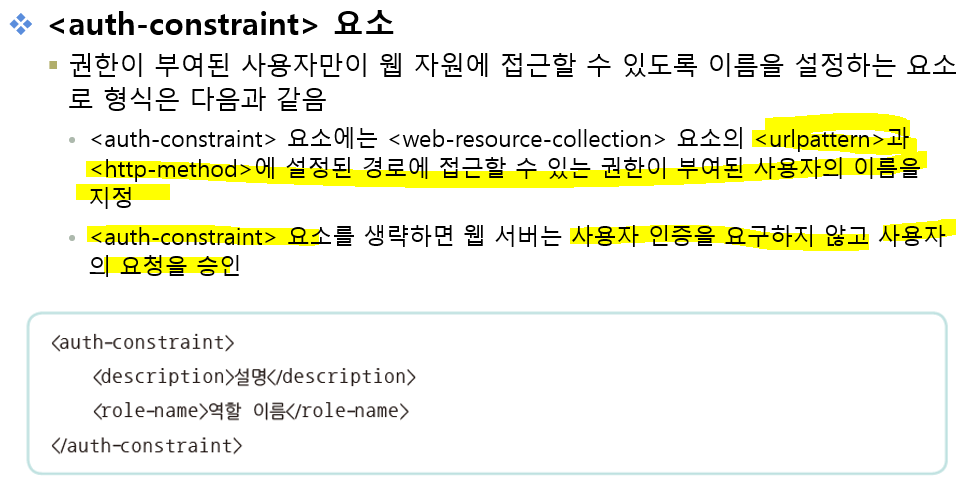 <auth-constraint> 요소
권한이 부여된 사용자만이 웹 자원에 접근할 수 있도록 이름을 설정하는 요소
로 형식은 다음과 같음
<auth-constraint> 요소에는 <web-resource-collection> 요소의 <urlpattern>과
<http-method>에 설정된 경로에 접근할 수 있는 권한이 부여된 사용자의 이름을
지정
<auth-constraint> 요소를 생략하면 웹 서버는 사용자 인증을 요구하지 않고 사용자
의 요청을 승인
<auth-constraint>
<description>설명</description>
<role-name>역할 이름</role-name>
</auth-constraint>